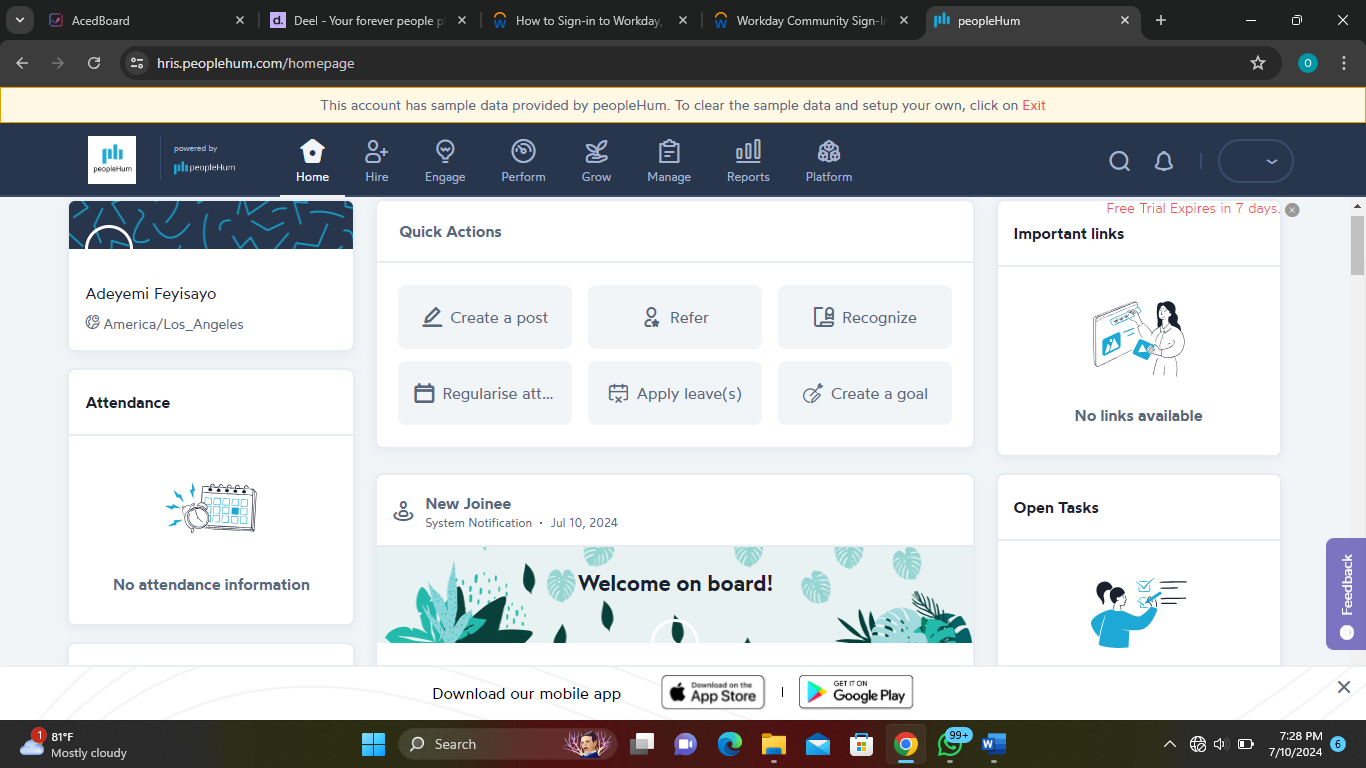 AcedBoard
Deel - Your forever people p
How to Sign-in to Workday,
Workday Community Sign-In
peopleHum
hris.peoplehum.com/homepage
O
This account has sample data provided by peopleHum. To clear the sample data and setup your own, click on Exit
peopleHum
powered by
peopleHum
Home
Hire
Engage
Perform
Grow
Manage
Reports
Platform
Free Trial Expires in 7 days.
Adeyemi Feyisayo
America/Los_Angeles
Attendance
No attendance information
Quick Actions
Create a post
Refer
Recognize
Regularise att...
Apply leave(s)
Create a goal
New Joinee
System Notification • Jul 10, 2024
Welcome on board!
Important links
No links available
Open Tasks
Feedback
Download our mobile app
Download on the
App Store
GET IT ON
Google Play
1
81°F
Mostly cloudy
Search
99+
7:28 PM
7/10/2024
6